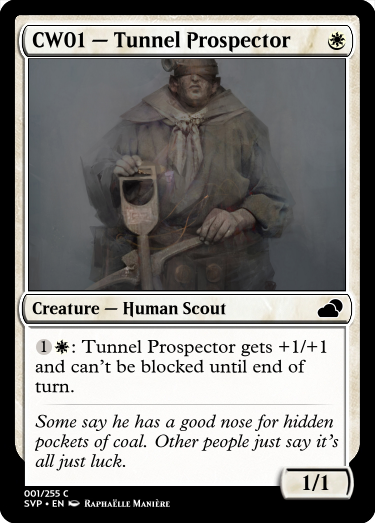 CW01 — Tunnel Prospector
Creature — Human Scout
1 : Tunnel Prospector gets +1/+1
and can't be blocked until end of
turn.
Some say he has a good nose for hidden
pockets of coal. Other people just say it's
all just luck.
1/1
001/255 C
SVP • EN Raphaëlle Manière